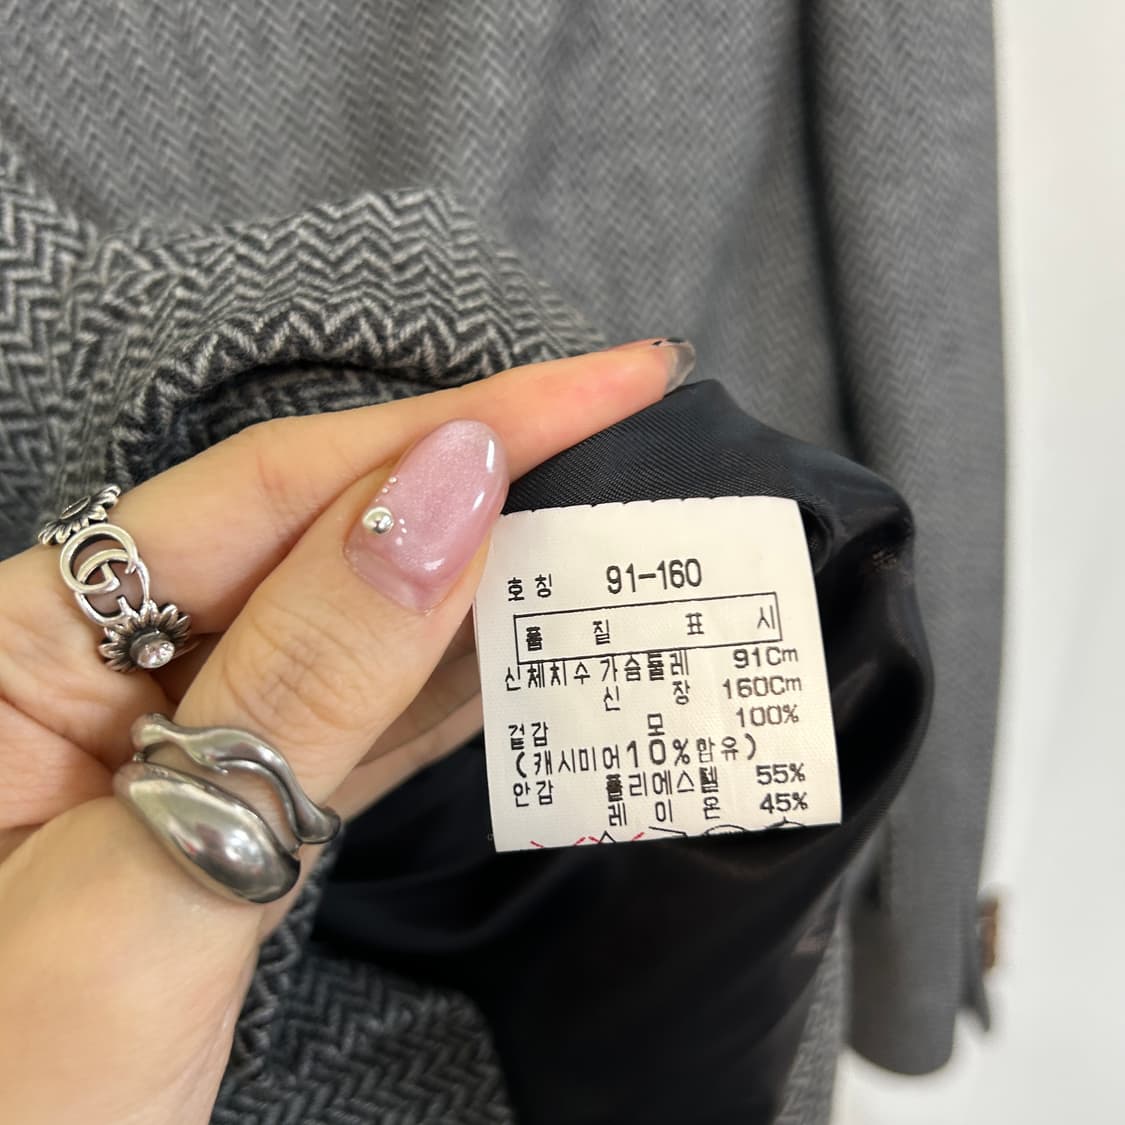 호칭 91-160
품질표시
신체치수 가슴둘레 91Cm
신장 160Cm
겉감 모 100%
(캐시미어10%함유)
안감 폴리에스텔 55%
레이온 45%